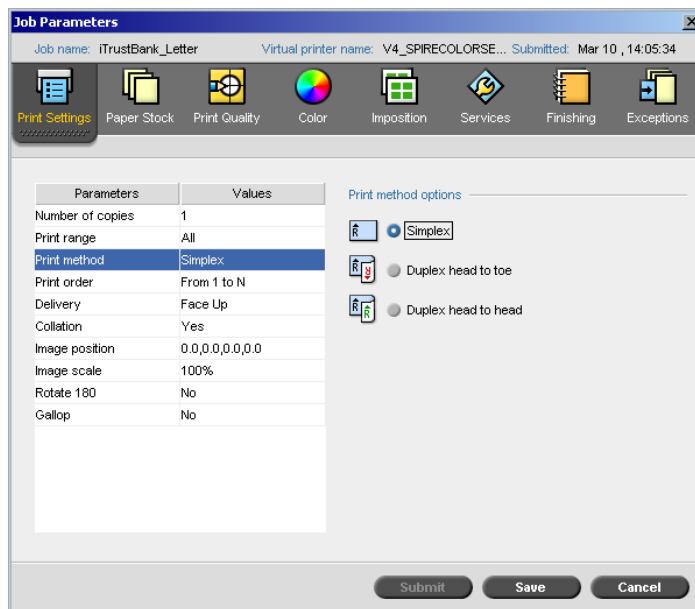 Job Parameters
Job name: iTrustBank_Letter Virtual printer name: V4_SPIRECOLORSE... Submitted: Mar 10 , 14:05:34
Print Settings Paper Stock Print Quality Color Imposition Services Finishing Exceptions
Parameters Values
Print method options
Number of copies 1
Print range All
Print method Simplex
Print order From 1 to N
Delivery Face Up
Collation Yes
Image position 0.0,0.0,0.0,0.0
Image scale 100%
Rotate 180 No
Gallop No
R Simplex
R R Duplex head to toe
R R Duplex head to head
Submit Save Cancel